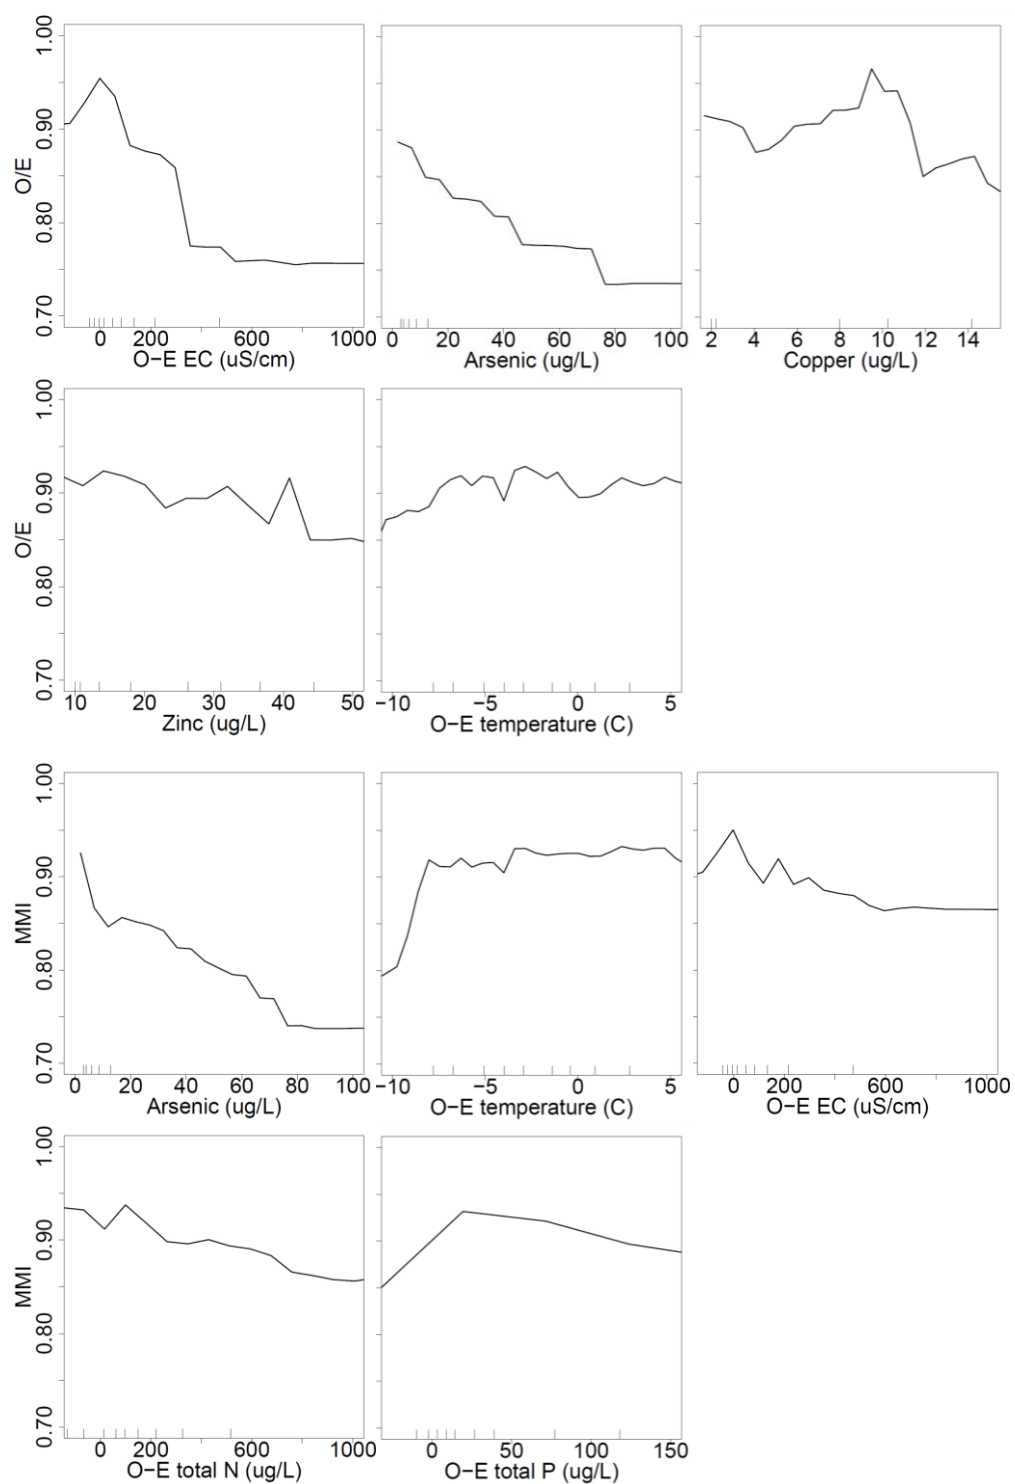 O/E
1.00
0.90
0.80
0.70
0 200 600 1000
O−E EC (uS/cm)
0 20 40 60 80 100
Arsenic (ug/L)
2 4 6 8 10 12 14
Copper (ug/L)
O/E
1.00
0.90
0.80
0.70
10 20 30 40 50
Zinc (ug/L)
−10 −5 0 5
O−E temperature (C)
MMI
1.00
0.90
0.80
0.70
0 20 40 60 80 100
Arsenic (ug/L)
−10 −5 0 5
O−E temperature (C)
0 200 600 1000
O−E EC (uS/cm)
MMI
1.00
0.90
0.80
0.70
0 200 600 1000
O−E total N (ug/L)
0 50 100 150
O−E total P (ug/L)